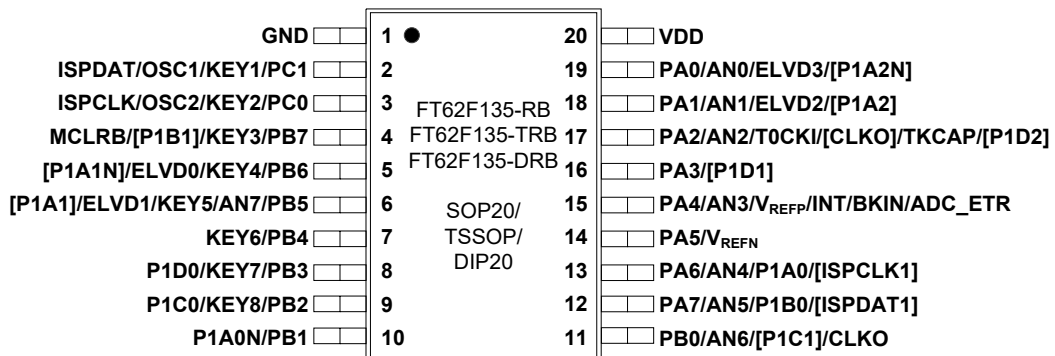 GND 1 20 VDD
ISPDAT/OSC1/KEY1/PC1 2 19 PA0/AN0/ELVD3/[P1A2N]
ISPCLK/OSC2/KEY2/PC0 3 18 PA1/AN1/ELVD2/[P1A2]
MCLRB/[P1B1]/KEY3/PB7 4 17 PA2/AN2/T0CKI/[CLKO]/TKCAP/[P1D2]
[P1A1N]/ELVD0/KEY4/PB6 5 16 PA3/[P1D1]
[P1A1]/ELVD1/KEY5/AN7/PB5 6 15 PA4/AN3/VREFP/INT/BKIN/ADC_ETR
KEY6/PB4 7 14 PA5/VREFN
P1D0/KEY7/PB3 8 13 PA6/AN4/P1A0/[ISPCLK1]
P1C0/KEY8/PB2 9 12 PA7/AN5/P1B0/[ISPDAT1]
P1A0N/PB1 10 11 PB0/AN6/[P1C1]/CLKO
FT62F135-RB
FT62F135-TRB
FT62F135-DRB
SOP20/
TSSOP/
DIP20